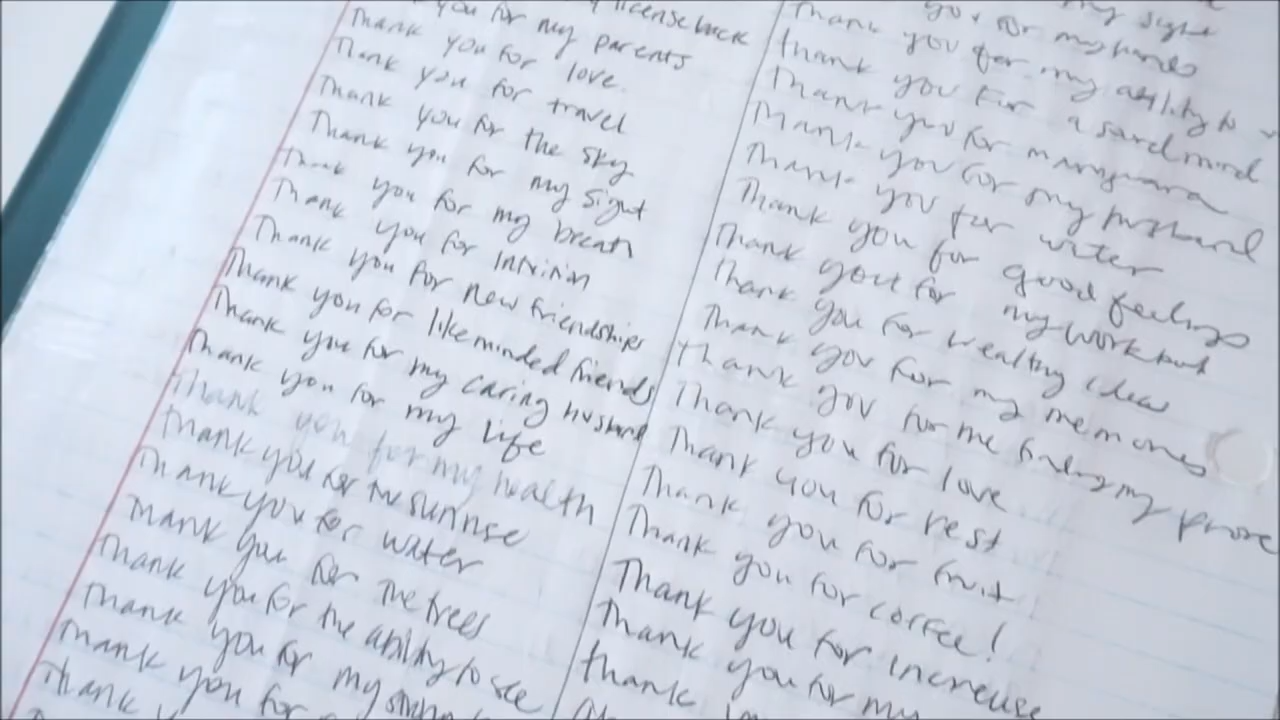 license back
you for my parents
Thank you for love.
Thank you for travel
Thank you for the sky
Thank you for my sight
Thank you for my breath
Thank you for
Thank you for new friendships
Thank you for like minded friends
Thank you for my caring husband
Thank you for my life
Thank you for my health
Thank you for the sunrise
Thank you for water
Thank you for the trees
Thank you for the ability to see
Thank you for my
Thank you for
Thank
my sight
you for my hands
Thank you for my ability to
thank you for a sound mind
Thank you for
Thank you for my husband
Thank you for water
Thank you for good feelings
Thank you for my workout
Thank you for wealthy ideas
Thank you for my memories
Thank you for me finding my
Thank you for love
Thank you for rest
Thank you for fruit
Thank you for coffee!
Thank you for increase
Thank you for my
thank